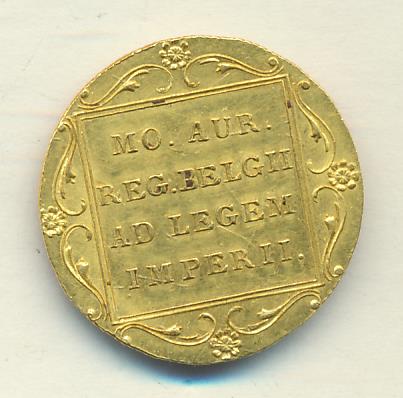 MO. AUR.
REG. BELGII
AD LEGEM
IMPERII.